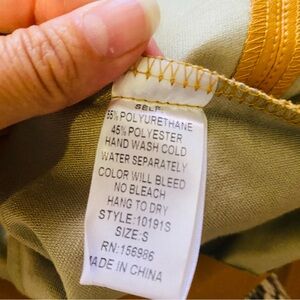 SELF:
55% POLYURETHANE
45% POLYESTER
HAND WASH COLD
WATER SEPARATELY
COLOR WILL BLEED
NO BLEACH
HANG TO DRY
STYLE:10191S
SIZE:S
RN:156986
MADE IN CHINA